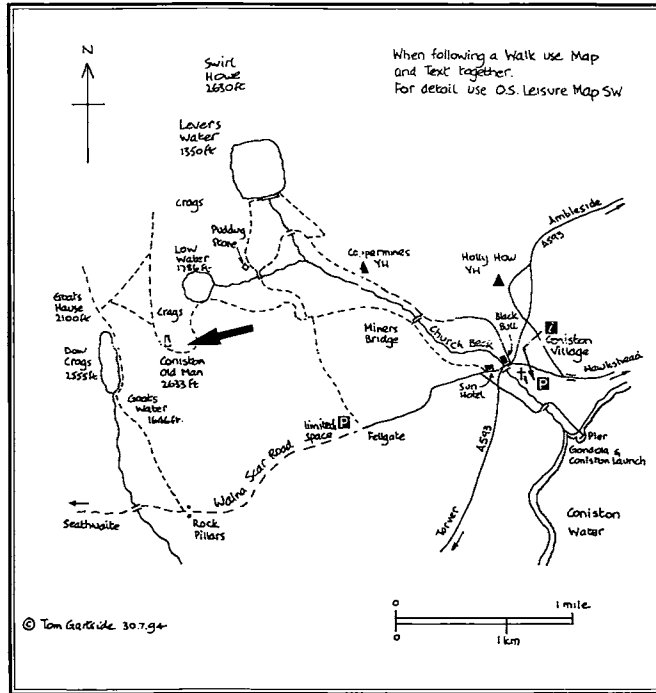 N
Swirl
Howe
2630ft
When following a Walk use Map
and Text together.
For detail use O.S. Leisure Map SW
Levers
Water
1350ft
Crags
Pudding
Stone
Low
Water
1786ft.
Coppermines
YH
Ambleside
A593
Holly How
YH
Goats
Hause
2100ft
Crags
Miners
Bridge
Church Beck
Black
Bull
i
Coniston
Village
Dow
Crags
2555ft
Coniston
Old Man
2633 ft
Sun
Hotel
P
Hawkshead
Goats
Water
1646ft.
limited
space
P
Fellgate
A593
Pier
Gondola &
Coniston Launch
Walna Scar Road
Seathwaite
Rock
Pillars
Torver
Coniston
Water
0
1 mile
0
1 km
© Tom Gartside 30.7.94